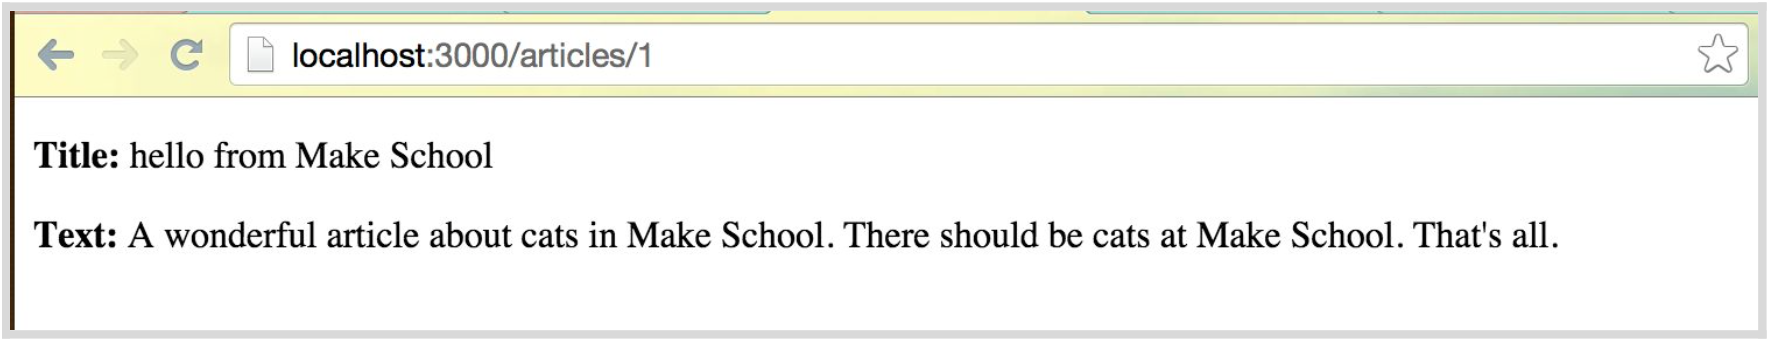 localhost:3000/articles/1
Title: hello from Make School
Text: A wonderful article about cats in Make School. There should be cats at Make School. That's all.